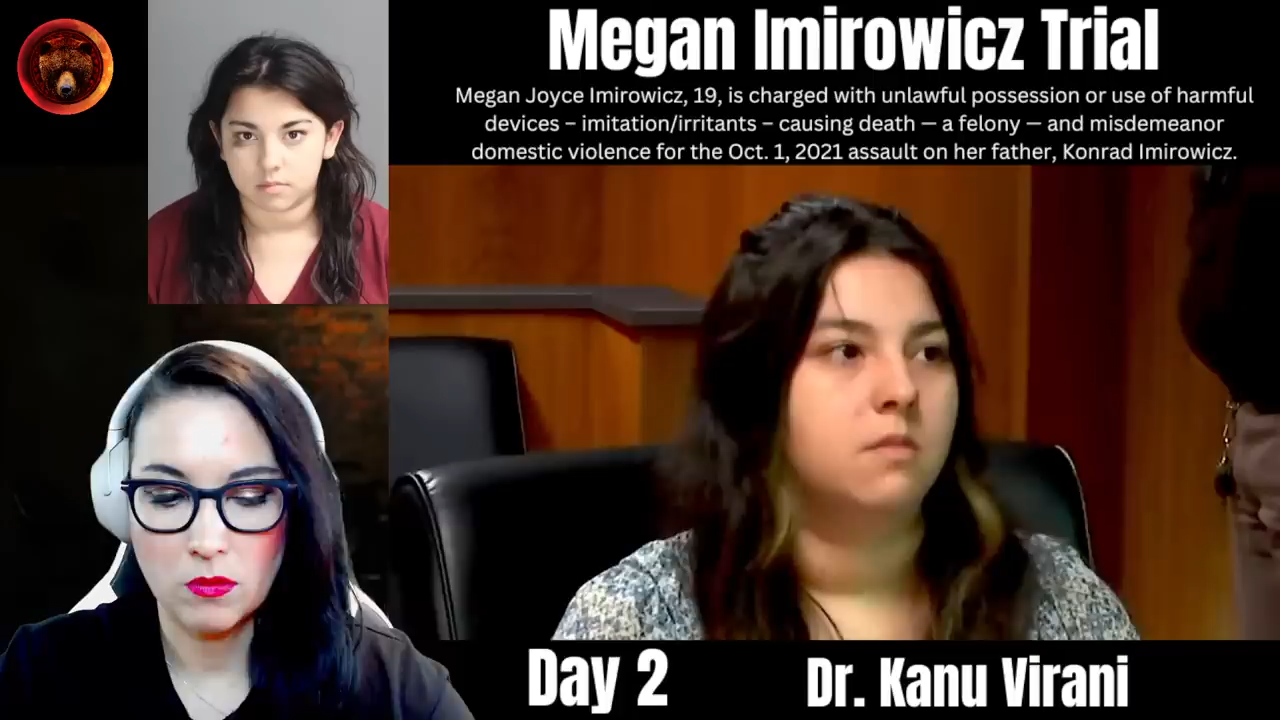 Megan Imirowicz Trial
Megan Joyce Imirowicz, 19, is charged with unlawful possession or use of harmful
devices – imitation/irritants – causing death — a felony — and misdemeanor
domestic violence for the Oct. 1, 2021 assault on her father, Konrad Imirowicz.
Day 2
Dr. Kanu Virani